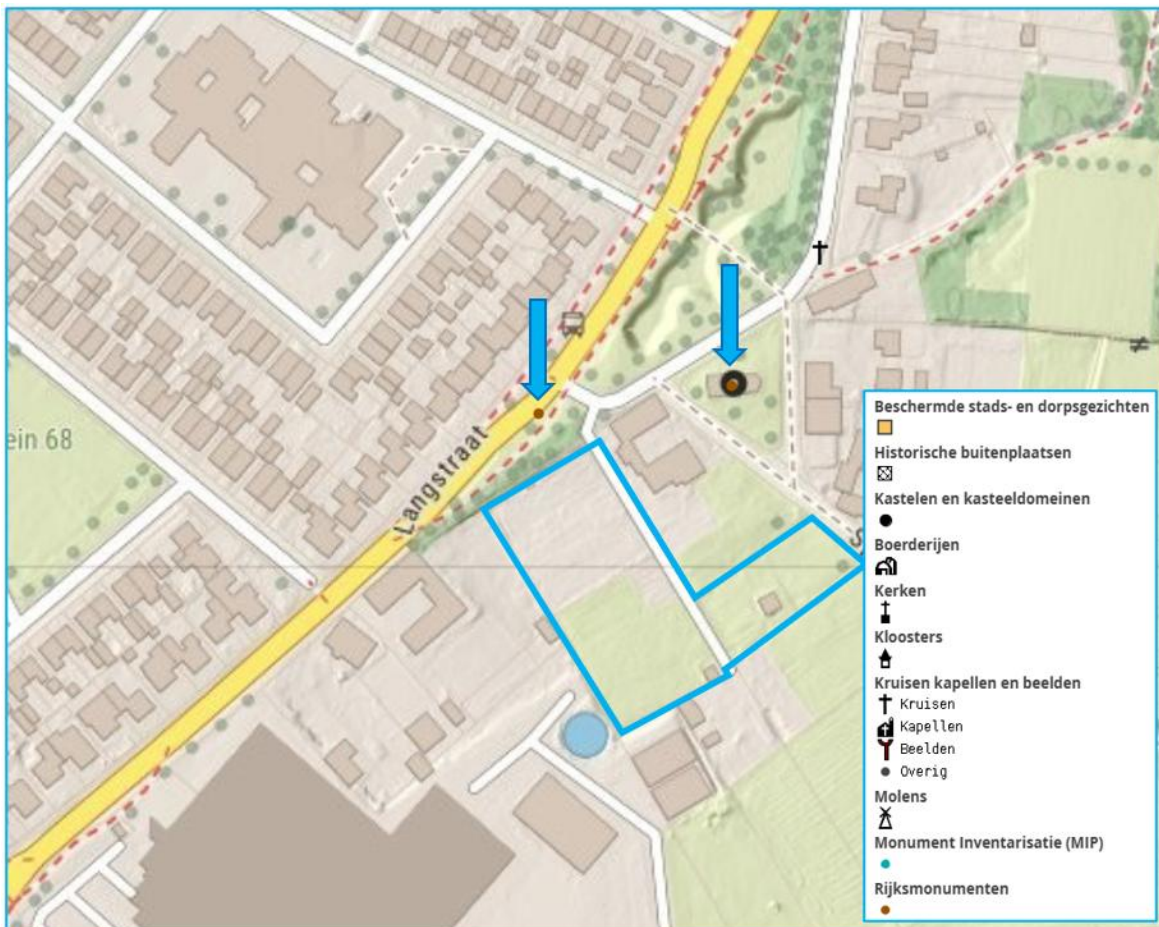 ein 68
Langstraat
S
Beschermde stads- en dorpsgezichten
Historische buitenplaatsen
Kastelen en kasteeldomeinen
Boerderijen
Kerken
Kloosters
Kruisen kapellen en beelden
Kruisen
Kapellen
Beelden
Overig
Molens
Monument Inventarisatie (MIP)
Rijksmonumenten